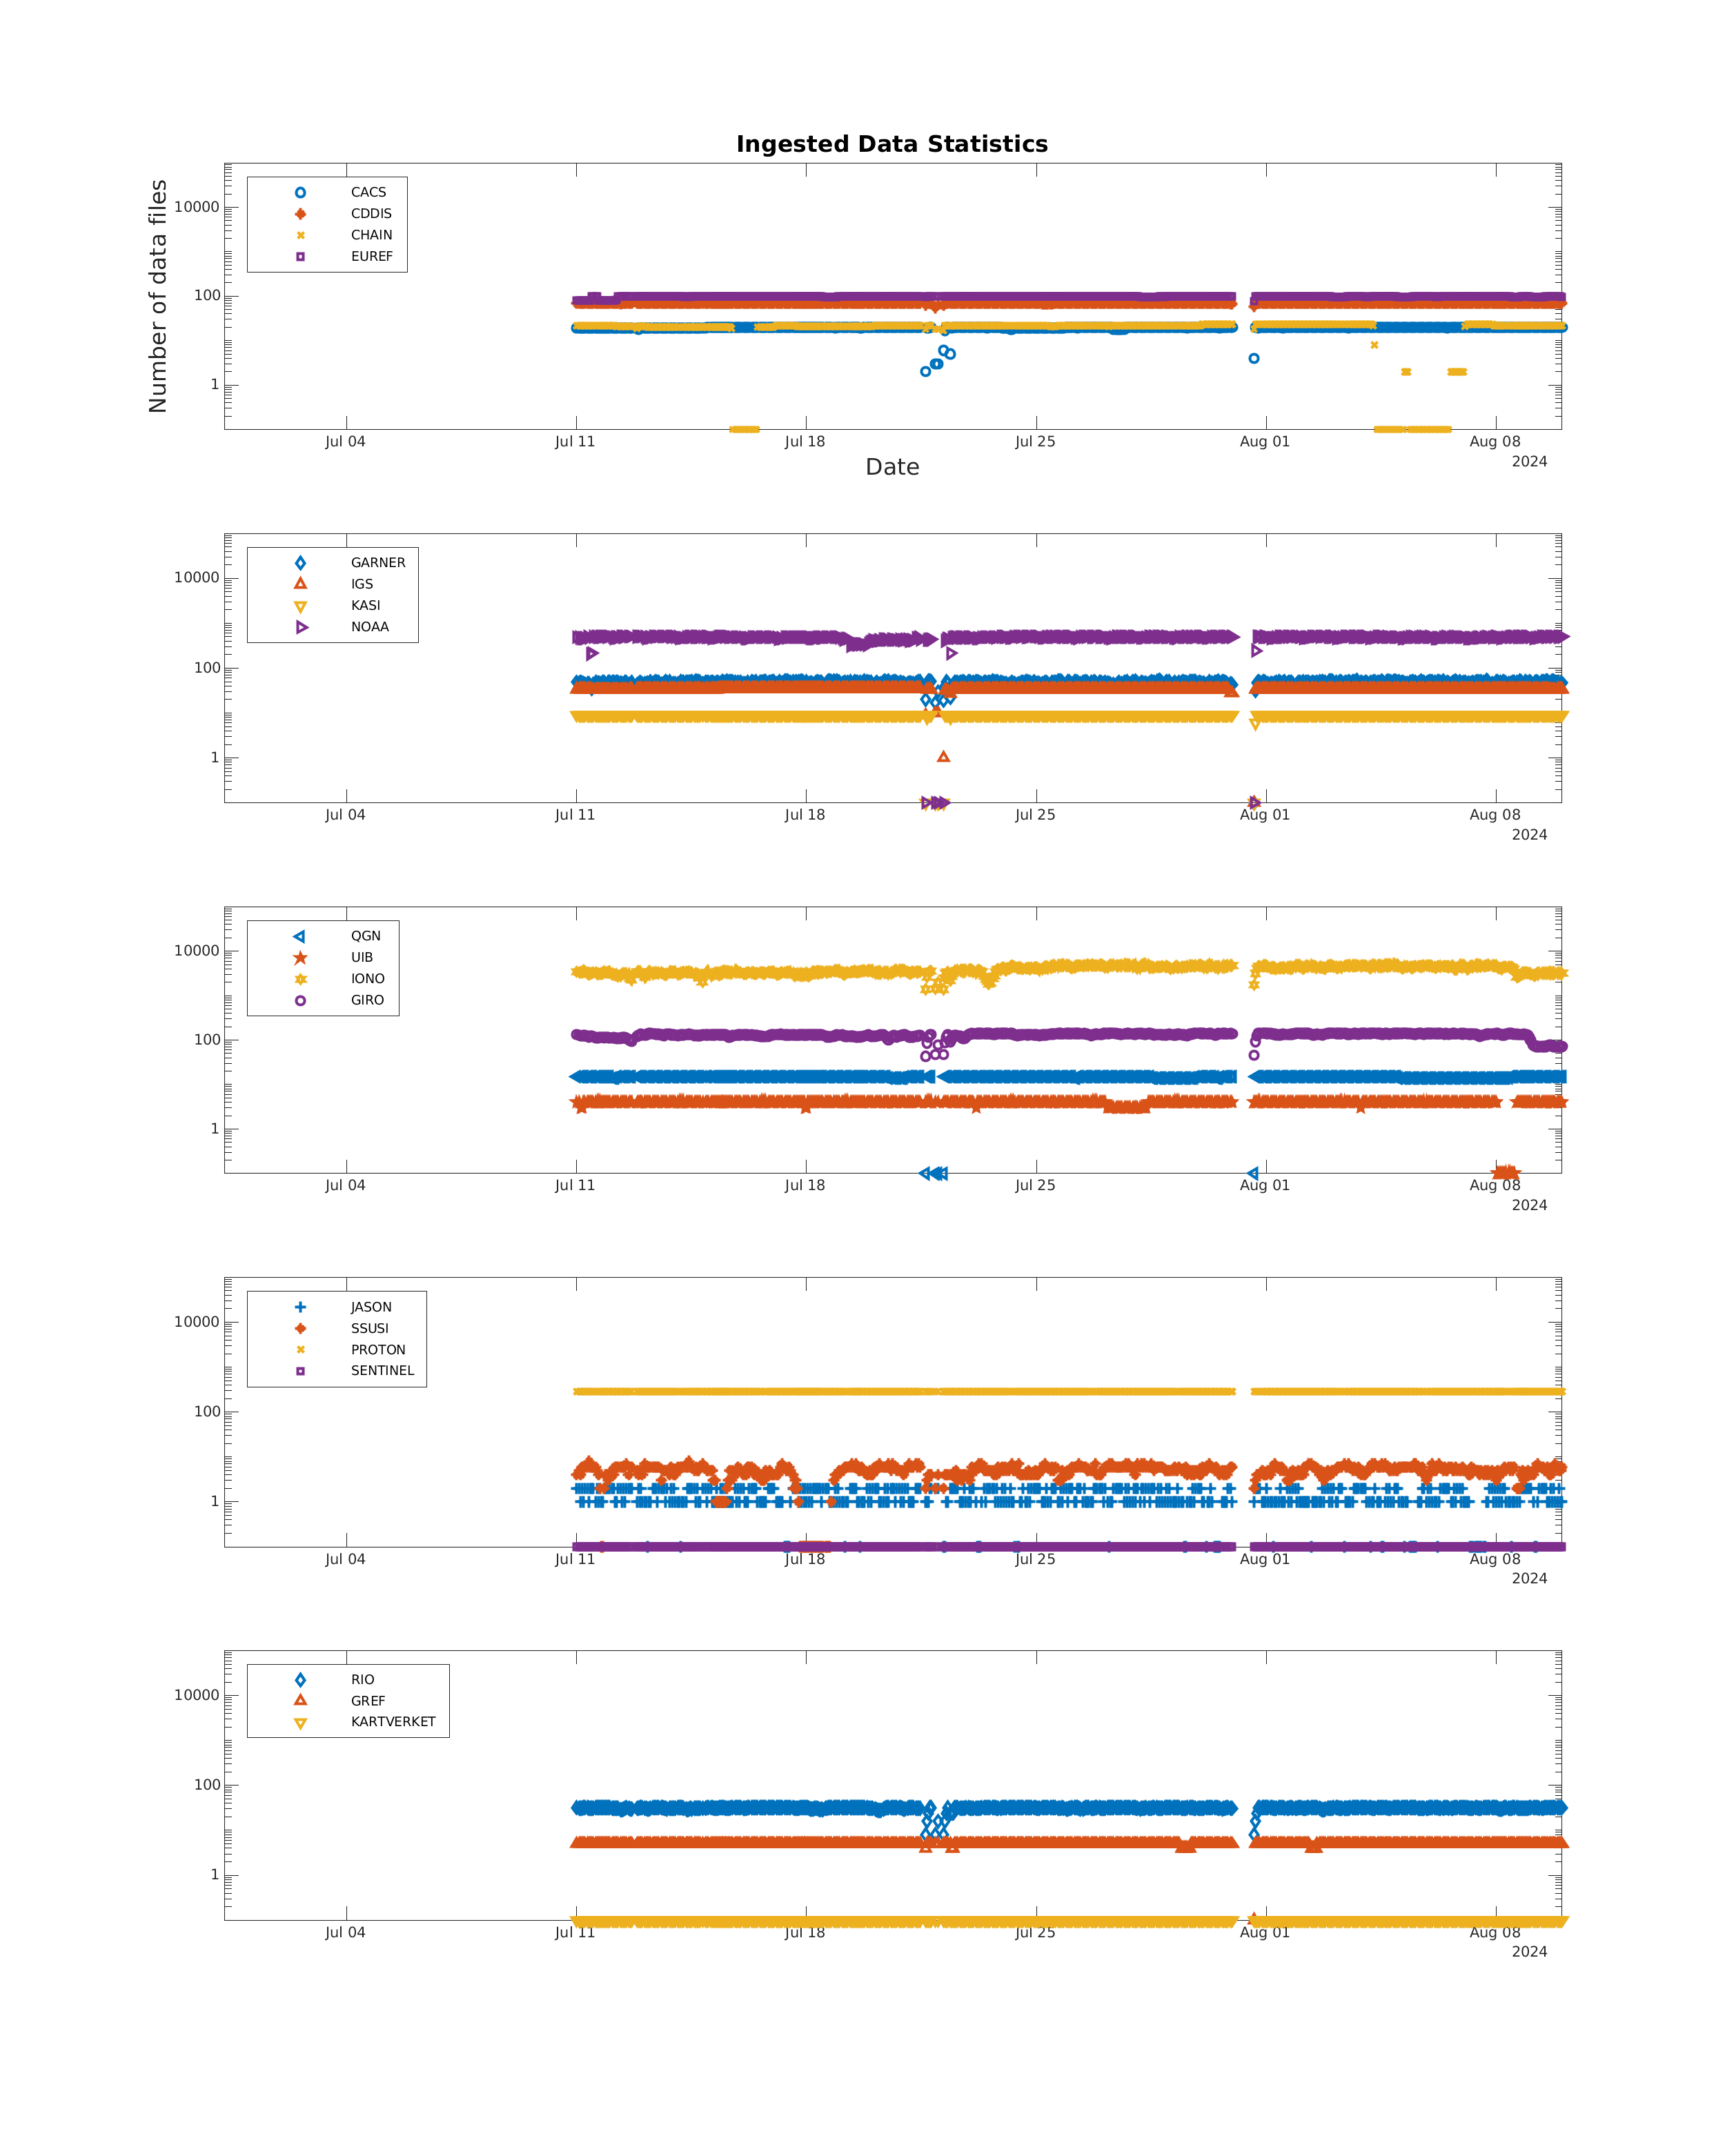 Ingested Data Statistics
Number of data files
10000
100
1
CACS
CDDIS
CHAIN
EUREF
Jul 04 Jul 11 Jul 18 Jul 25 Aug 01 Aug 08
2024
Date
10000
100
1
GARNER
IGS
KASI
NOAA
Jul 04 Jul 11 Jul 18 Jul 25 Aug 01 Aug 08
2024
10000
100
1
QGN
UIB
IONO
GIRO
Jul 04 Jul 11 Jul 18 Jul 25 Aug 01 Aug 08
2024
10000
100
1
JASON
SSUSI
PROTON
SENTINEL
Jul 04 Jul 11 Jul 18 Jul 25 Aug 01 Aug 08
2024
10000
100
1
RIO
GREF
KARTVERKET
Jul 04 Jul 11 Jul 18 Jul 25 Aug 01 Aug 08
2024